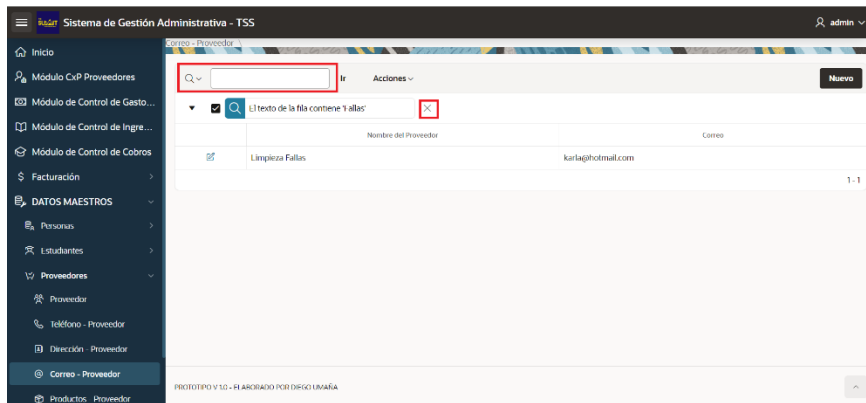 Sistema de Gestión Administrativa - TSS
admin
Inicio
Módulo CxP Proveedores
Módulo de Control de Gasto...
Módulo de Control de Ingre...
Módulo de Control de Cobros
$ Facturación
DATOS MAESTROS
Personas
Estudiantes
Proveedores
Proveedor
Teléfono - Proveedor
Dirección - Proveedor
Correo - Proveedor
Productos Proveedor
Correo - Proveedor \
Ir
Acciones
Nuevo
El texto de la fila contiene 'Fallas'
Nombre del Proveedor
Correo
Limpieza Fallas
karla@hotmail.com
1 - 1
PROTOTIPO V 1.0 - ELABORADO POR DIEGO UMAÑA